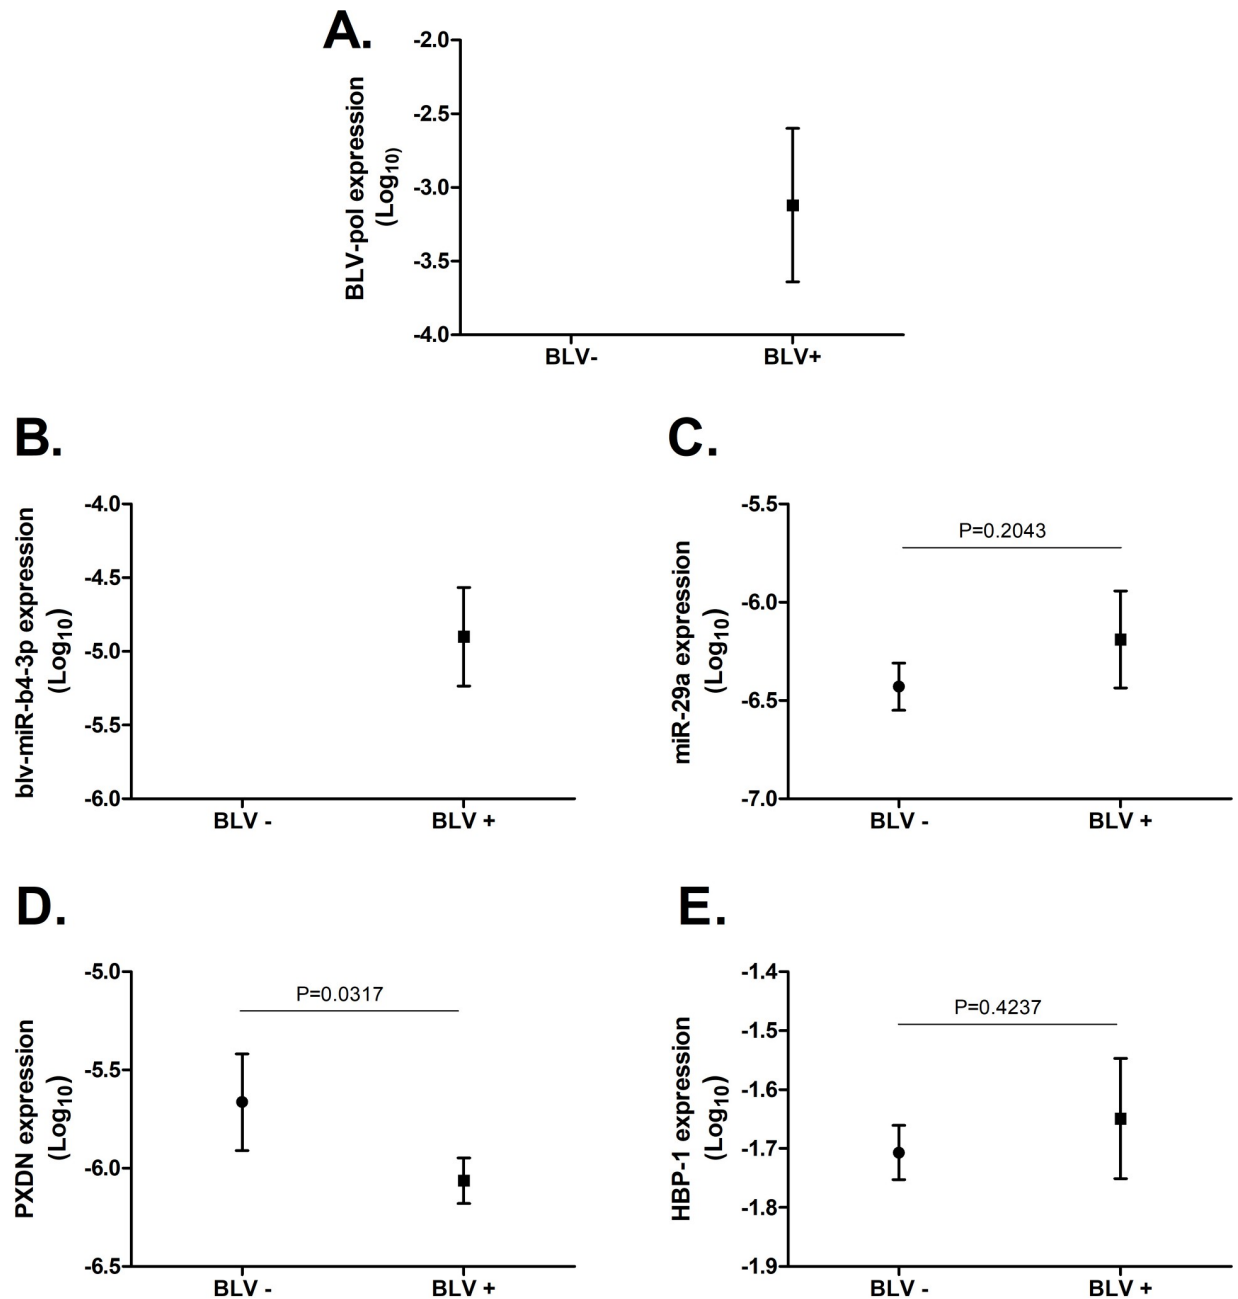 A.
BLV-pol expression
(Log10)
-2.0
-2.5
-3.0
-3.5
-4.0
BLV-
BLV+
B.
blv-miR-b4-3p expression
(Log10)
-4.0
-4.5
-5.0
-5.5
-6.0
BLV -
BLV +
C.
miR-29a expression
(Log10)
-5.5
-6.0
-6.5
-7.0
P=0.2043
BLV -
BLV +
D.
PXDN expression
(Log10)
-5.0
-5.5
-6.0
-6.5
P=0.0317
BLV -
BLV +
E.
HBP-1 expression
(Log10)
-1.4
-1.5
-1.6
-1.7
-1.8
-1.9
P=0.4237
BLV -
BLV +